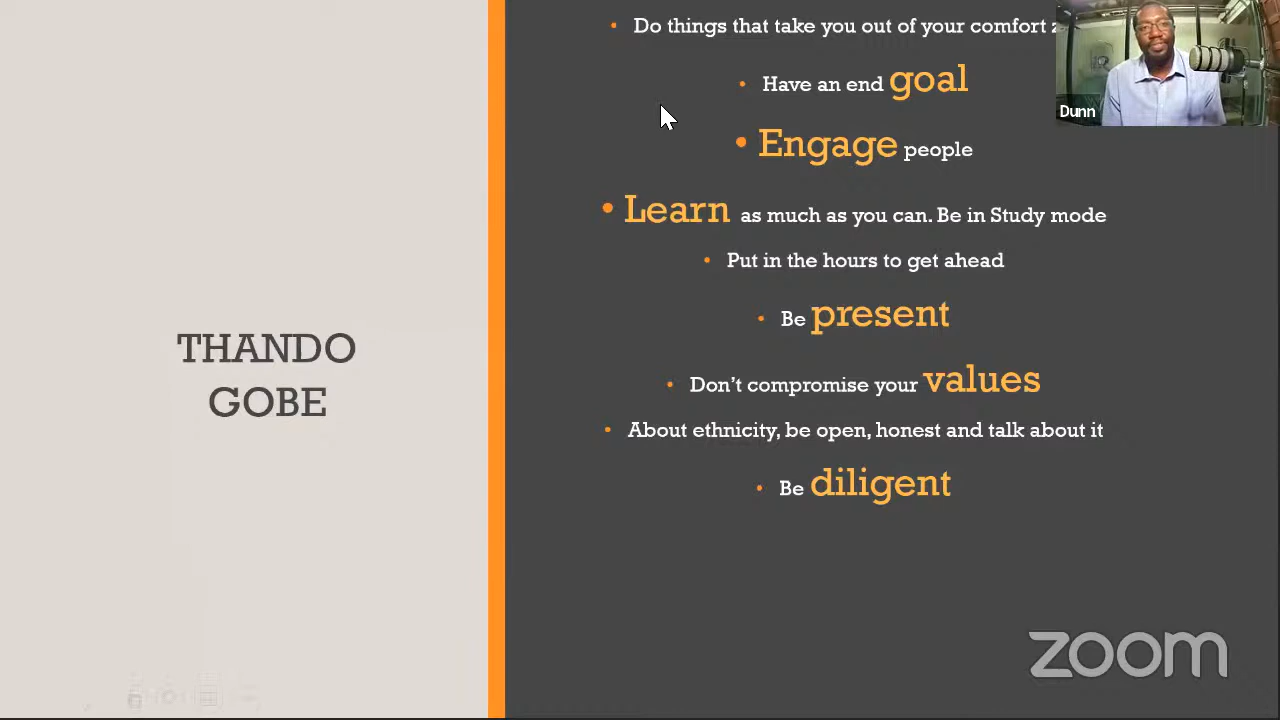 • Do things that take you out of your comfort
• Have an end goal
• Engage people
• Learn as much as you can. Be in Study mode
• Put in the hours to get ahead
• Be present
• Don't compromise your values
• About ethnicity, be open, honest and talk about it
• Be diligent
THANDO
GOBE
Dunn
zoom